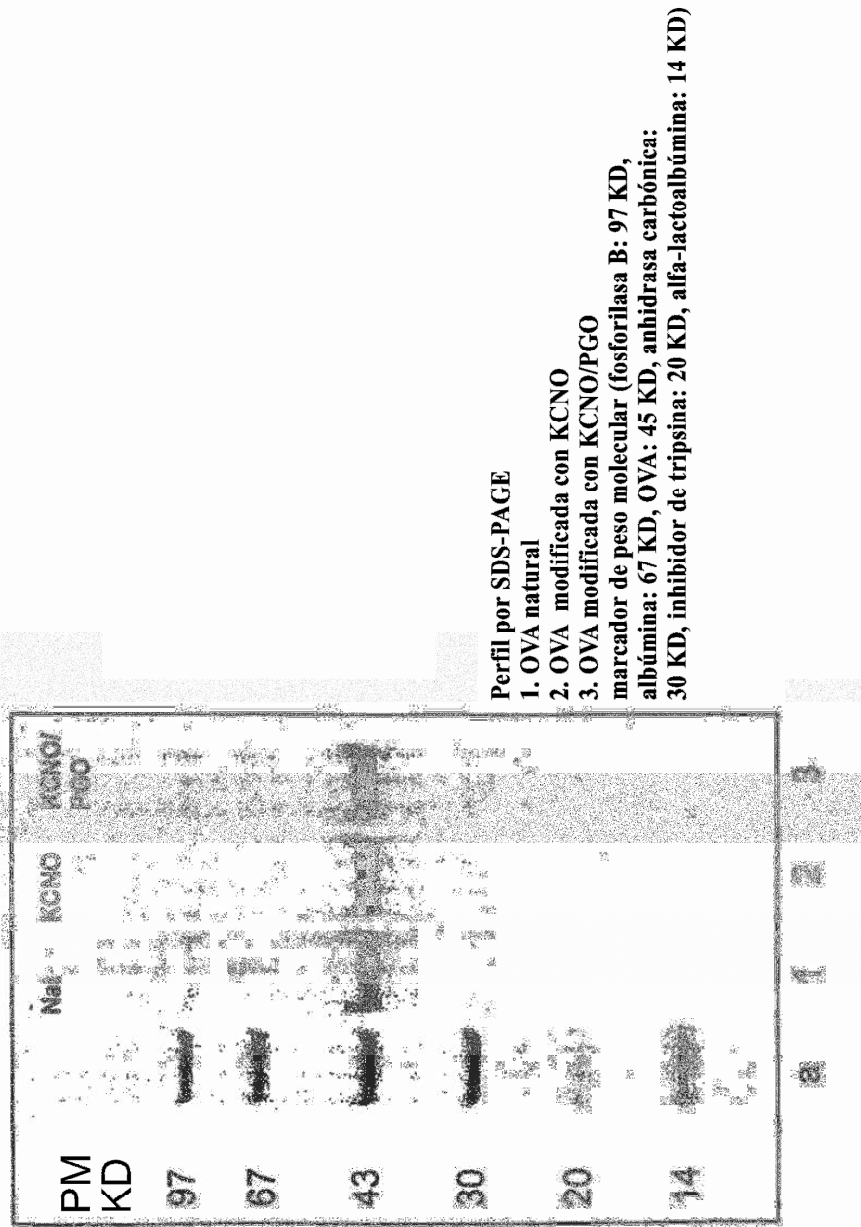 PM
KD
Nat KCNO KCNO/
PGO
97
67
43
30
20
14
a 1 2 3
Perfil por SDS-PAGE
1. OVA natural
2. OVA modificada con KCNO
3. OVA modificada con KCNO/PGO
marcador de peso molecular (fosforilasa B: 97 KD,
albúmina: 67 KD, OVA: 45 KD, anhidrasa carbónica:
30 KD, inhibidor de tripsina: 20 KD, alfa-lactoalbúmina: 14 KD)